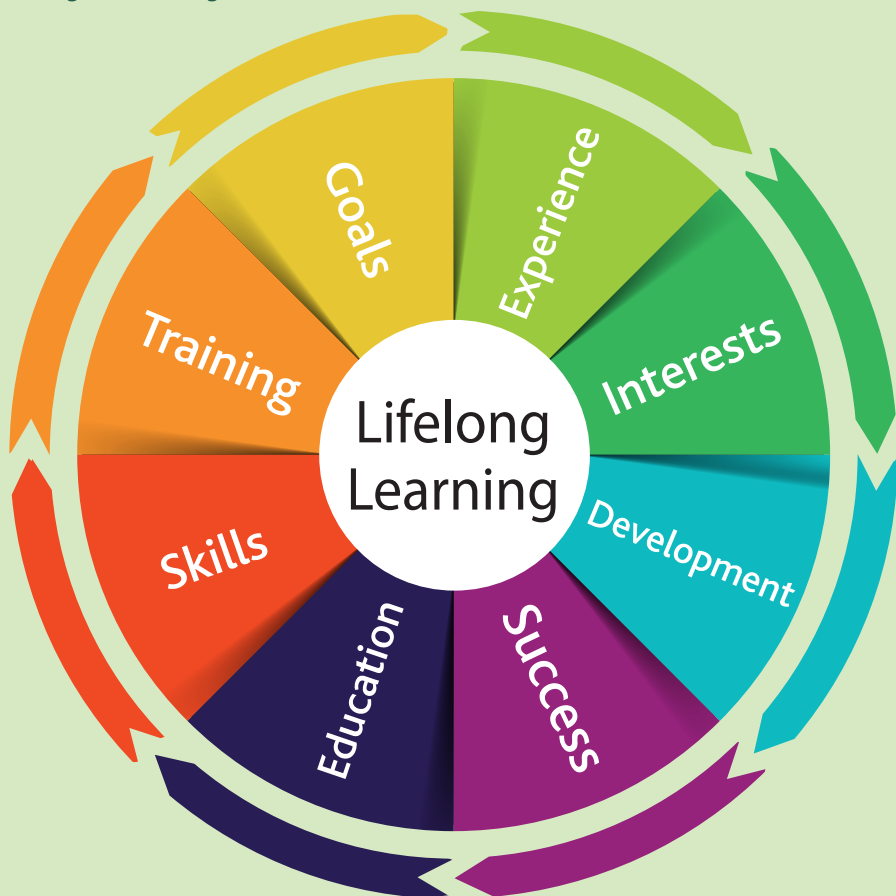 Goals
Experience
Interests
Development
Success
Education
Skills
Training
Lifelong
Learning